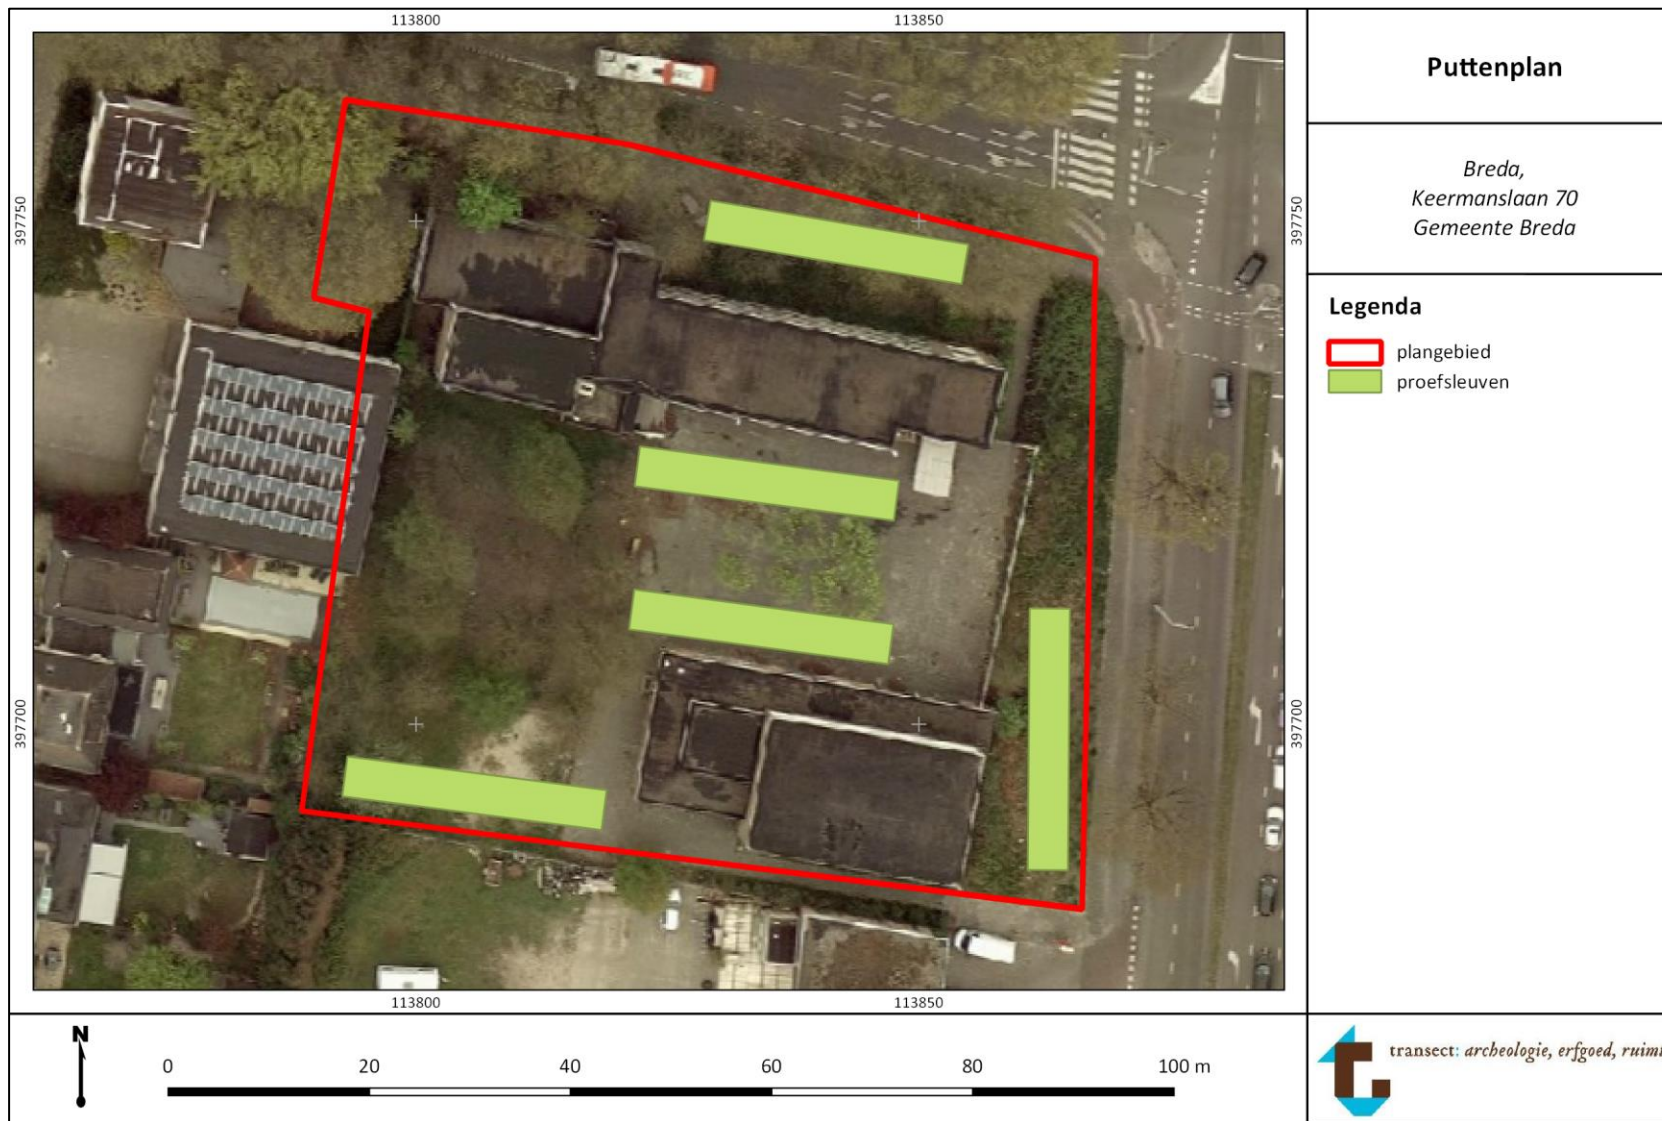 113800
113850
397750
397750
397700
397700
113800
113850
Puttenplan
Breda,
Keermanslaan 70
Gemeente Breda
Legenda
plangebied
proefsleuven
N
0 20 40 60 80 100 m
transect: archeologie, erfgoed,